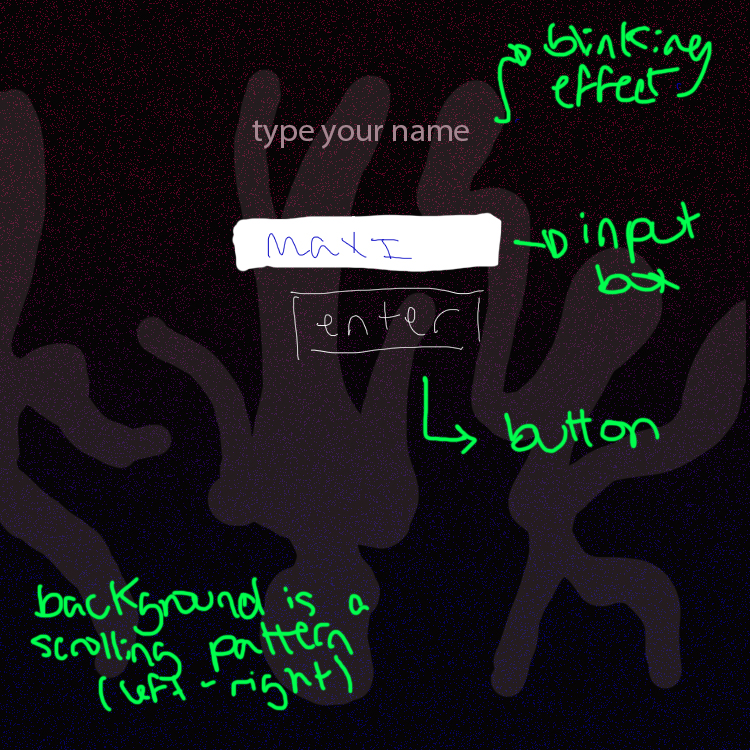 blinking
effect
type your name
maxi
input
box
enter
button
background is a
scrolling pattern
(left-right)